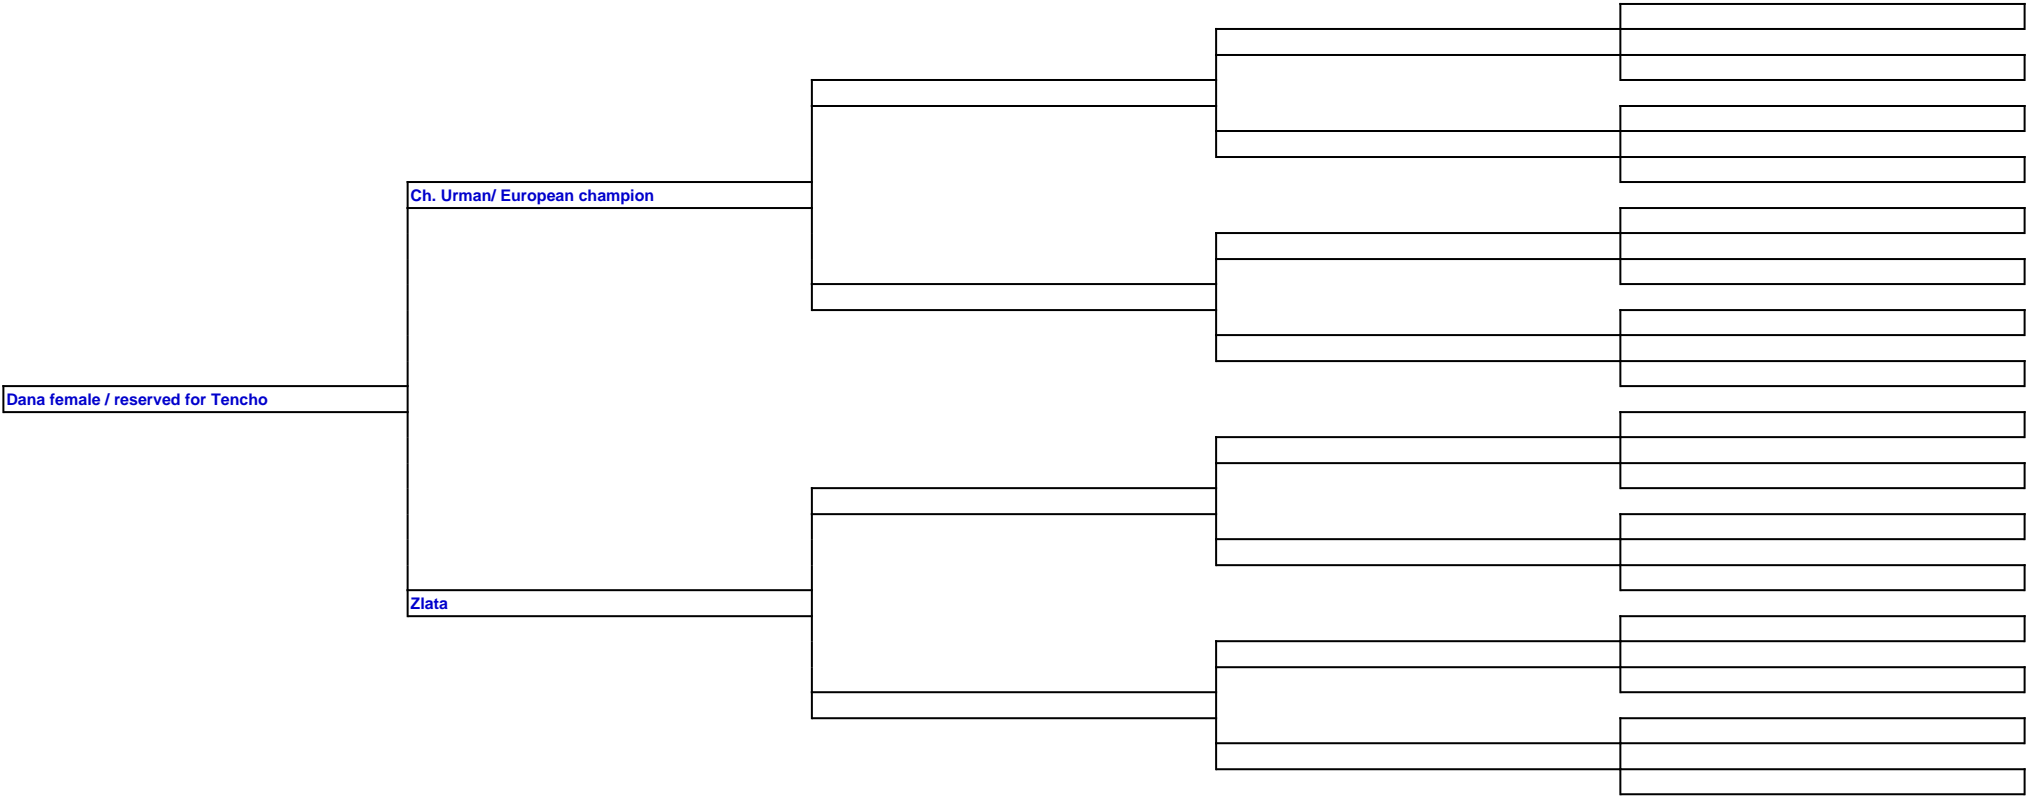 Ch. Urman/ European champion
Dana female / reserved for Tencho
Zlata